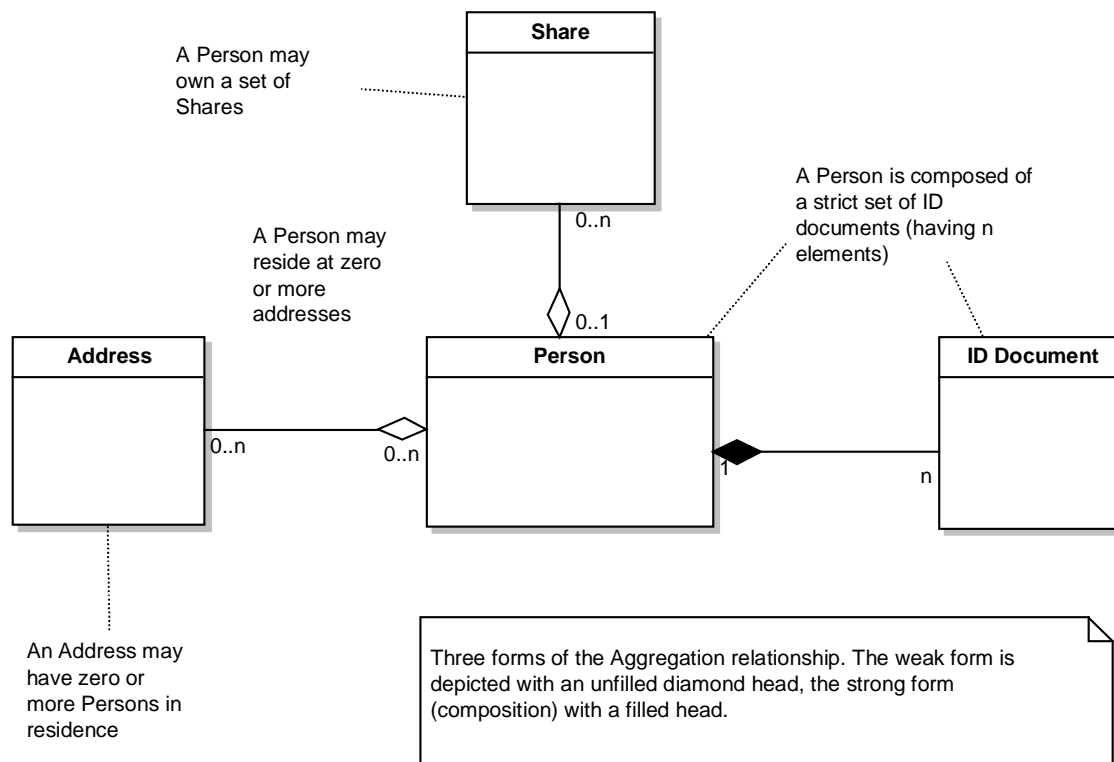 Share
A Person may
own a set of
Shares
0..n
A Person is composed of
a strict set of ID
documents (having n
elements)
A Person may
reside at zero
or more
addresses
0..1
Address
Person
ID Document
0..n
0..n
1
n
An Address may
have zero or
more Persons in
residence
Three forms of the Aggregation relationship. The weak form is
depicted with an unfilled diamond head, the strong form
(composition) with a filled head.